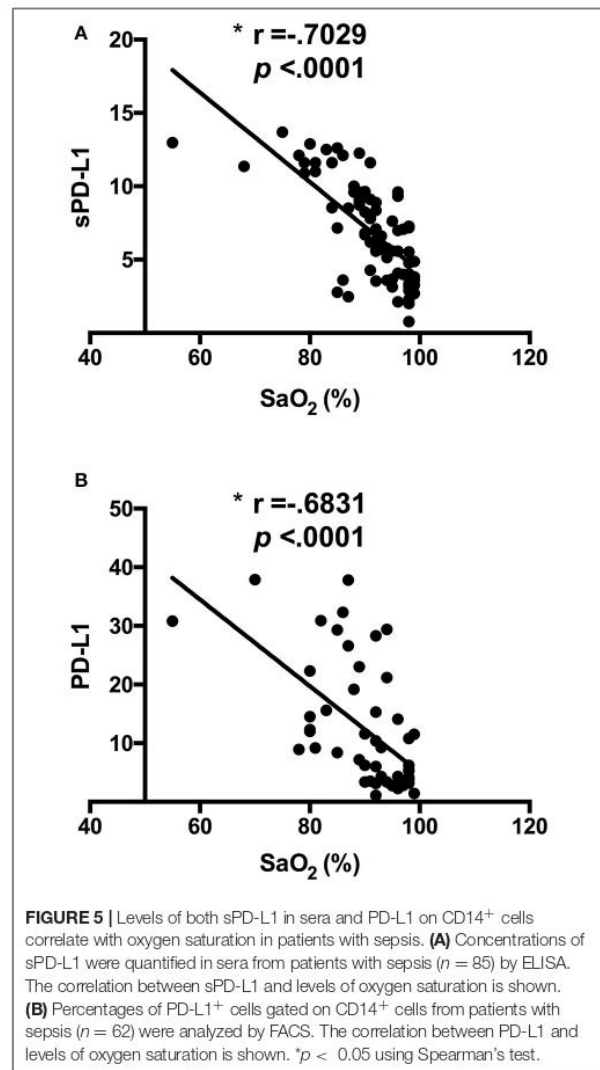 A
* r =-.7029
p <.0001
20
15
10
5
sPD-L1
40 60 80 100 120
SaO2 (%)
B
* r =-.6831
p <.0001
50
40
30
20
10
PD-L1
40 60 80 100 120
SaO2 (%)
FIGURE 5 | Levels of both sPD-L1 in sera and PD-L1 on CD14+ cells
correlate with oxygen saturation in patients with sepsis. (A) Concentrations of
sPD-L1 were quantified in sera from patients with sepsis (n = 85) by ELISA.
The correlation between sPD-L1 and levels of oxygen saturation is shown.
(B) Percentages of PD-L1+ cells gated on CD14+ cells from patients with
sepsis (n = 62) were analyzed by FACS. The correlation between PD-L1 and
levels of oxygen saturation is shown. *p < 0.05 using Spearman's test.